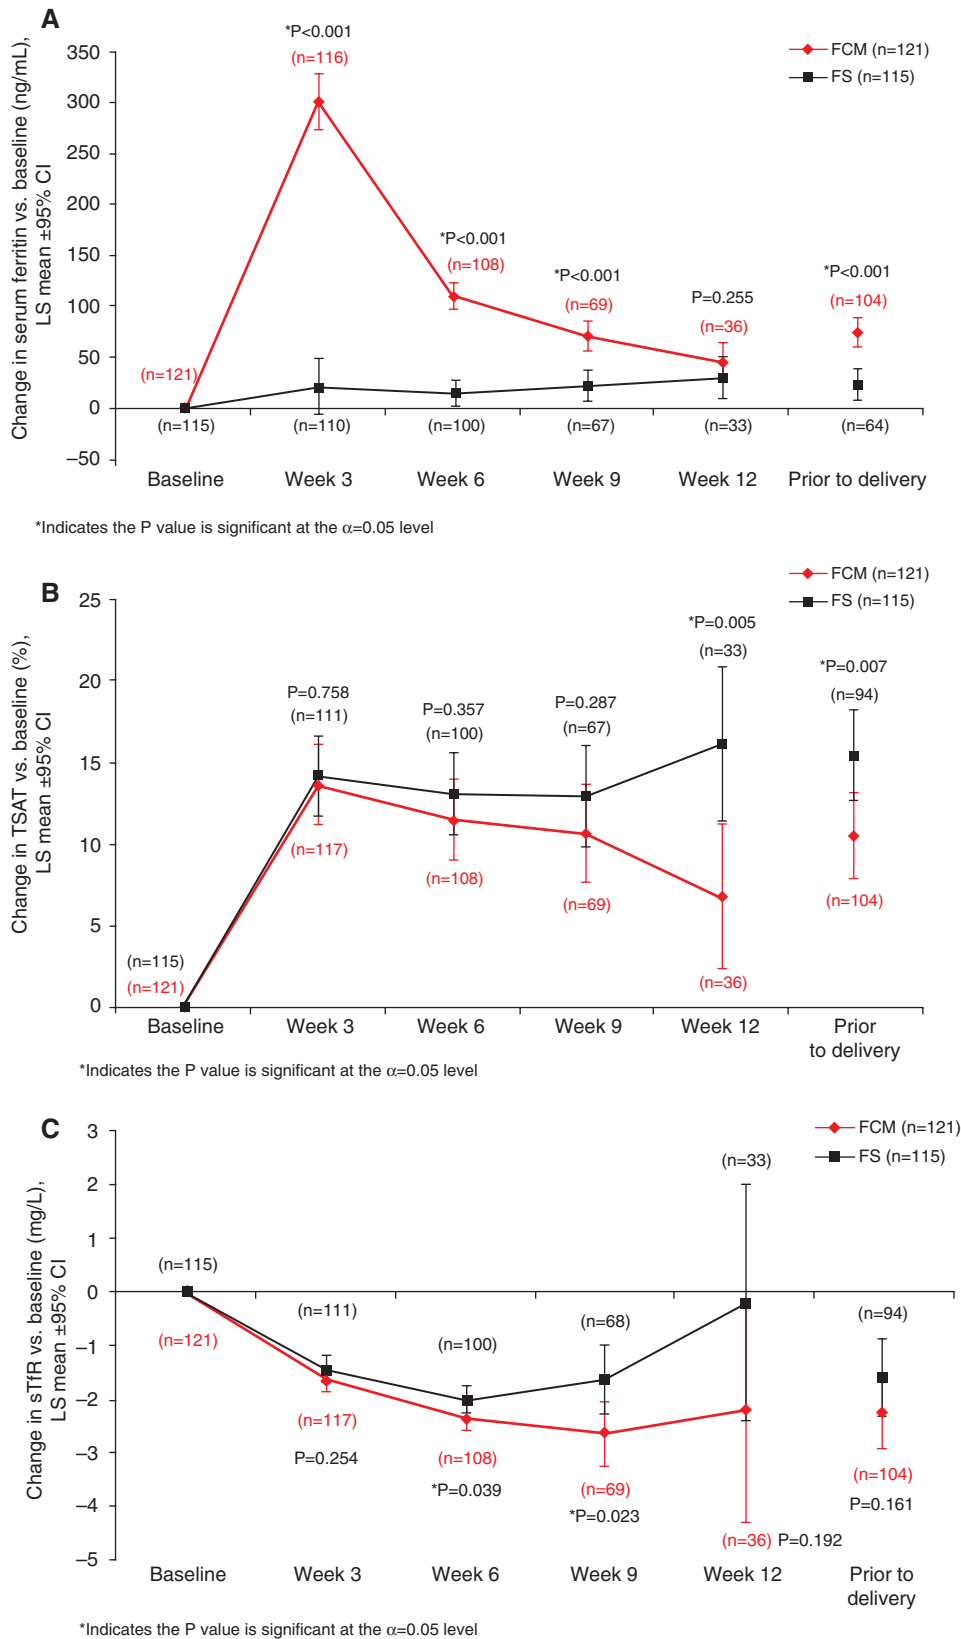 A
Change in serum ferritin vs. baseline (ng/mL),
LS mean ±95% CI
350
300
250
200
150
100
50
0
–50
*P<0.001
(n=116)
FCM (n=121)
FS (n=115)
*P<0.001
(n=108)
*P<0.001
(n=69)
P=0.255
(n=36)
*P<0.001
(n=104)
(n=121)
(n=115)
(n=110)
(n=100)
(n=67)
(n=33)
(n=64)
Baseline
Week 3
Week 6
Week 9
Week 12
Prior to delivery
*Indicates the P value is significant at the α=0.05 level
B
Change in TSAT vs. baseline (%),
LS mean ±95% CI
25
20
15
10
5
0
FCM (n=121)
FS (n=115)
P=0.758
(n=111)
P=0.357
(n=100)
P=0.287
(n=67)
*P=0.005
(n=33)
*P=0.007
(n=94)
(n=117)
(n=108)
(n=69)
(n=36)
(n=104)
(n=115)
(n=121)
Baseline
Week 3
Week 6
Week 9
Week 12
Prior
to delivery
*Indicates the P value is significant at the α=0.05 level
C
Change in sTfR vs. baseline (mg/L),
LS mean ±95% CI
3
2
1
0
–1
–2
–3
–4
–5
FCM (n=121)
FS (n=115)
(n=115)
(n=121)
(n=111)
(n=117)
P=0.254
(n=100)
(n=108)
*P=0.039
(n=68)
(n=69)
*P=0.023
(n=33)
(n=36) P=0.192
(n=94)
(n=104)
P=0.161
Baseline
Week 3
Week 6
Week 9
Week 12
Prior to
delivery
*Indicates the P value is significant at the α=0.05 level